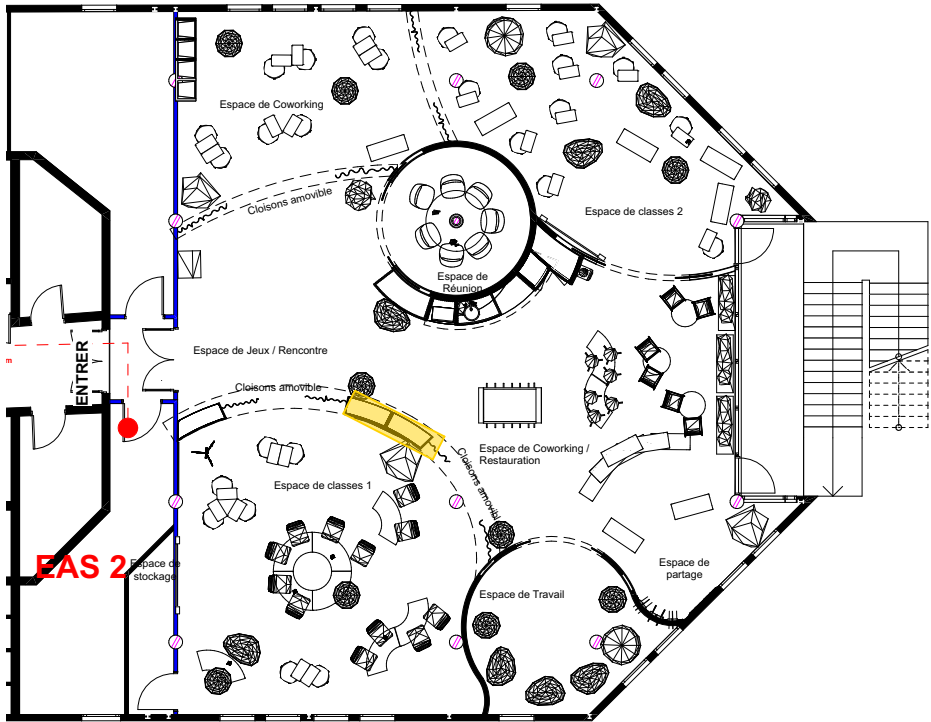 Espace de Coworking
Cloisons amovible
Espace de classes 2
Espace de
Réunion
ENTRER
m
Espace de Jeux / Rencontre
Cloisons amovible
Espace de Coworking /
Restauration
Cloisons amovibl
Espace de classes 1
EAS 2
Espace de
stockage
Espace de
partage
Espace de Travail